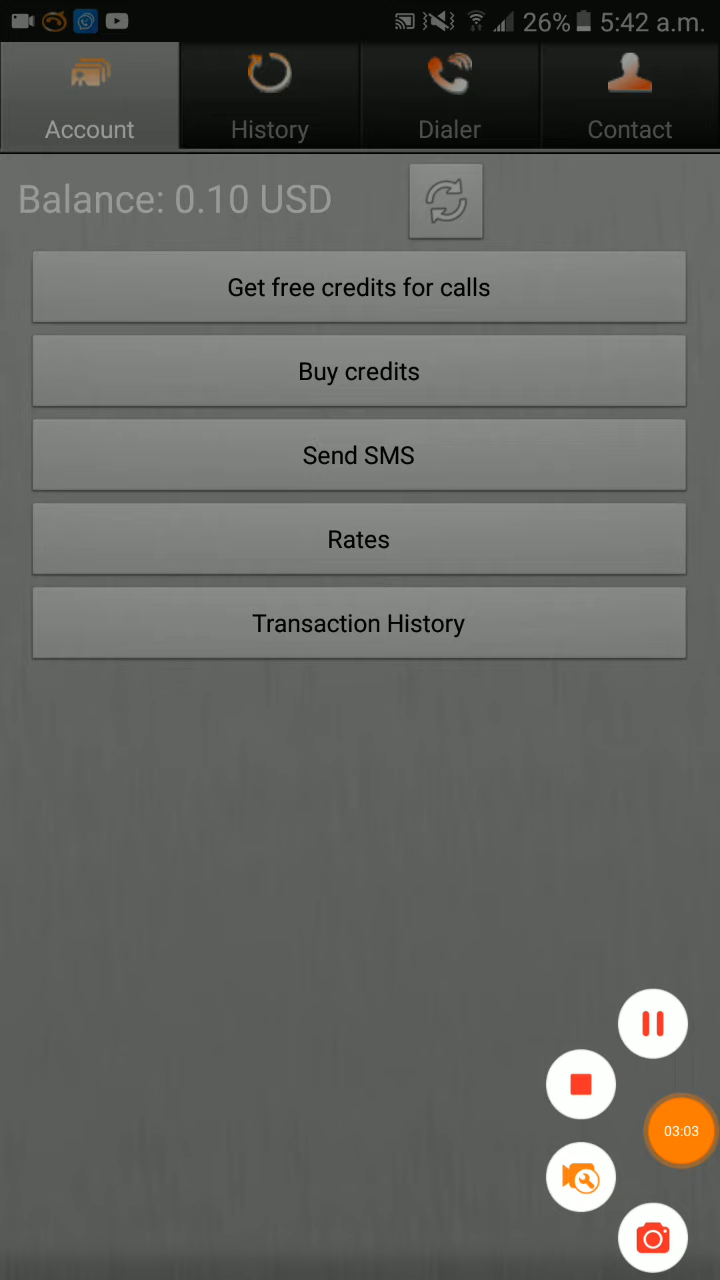 26% 5:42 a.m.
Account History Dialer Contact
Balance: 0.10 USD
Get free credits for calls
Buy credits
Send SMS
Rates
Transaction History
03:03